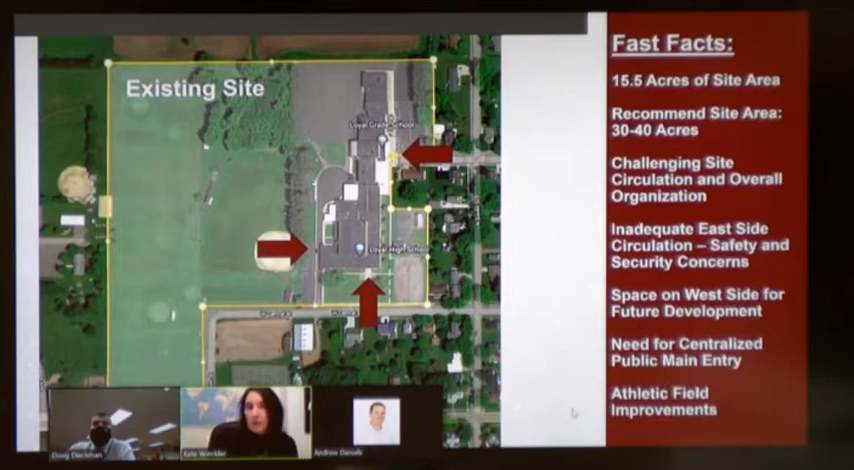 Existing Site
Loyal Grade School
Loyal High School
Fast Facts:
15.5 Acres of Site Area
Recommend Site Area:
30-40 Acres
Challenging Site
Circulation and Overall
Organization
Inadequate East Side
Circulation – Safety and
Security Concerns
Space on West Side for
Future Development
Need for Centralized
Public Main Entry
Athletic Field
Improvements
Doug Dieckman
Kate Winckler
Andrew Daniels